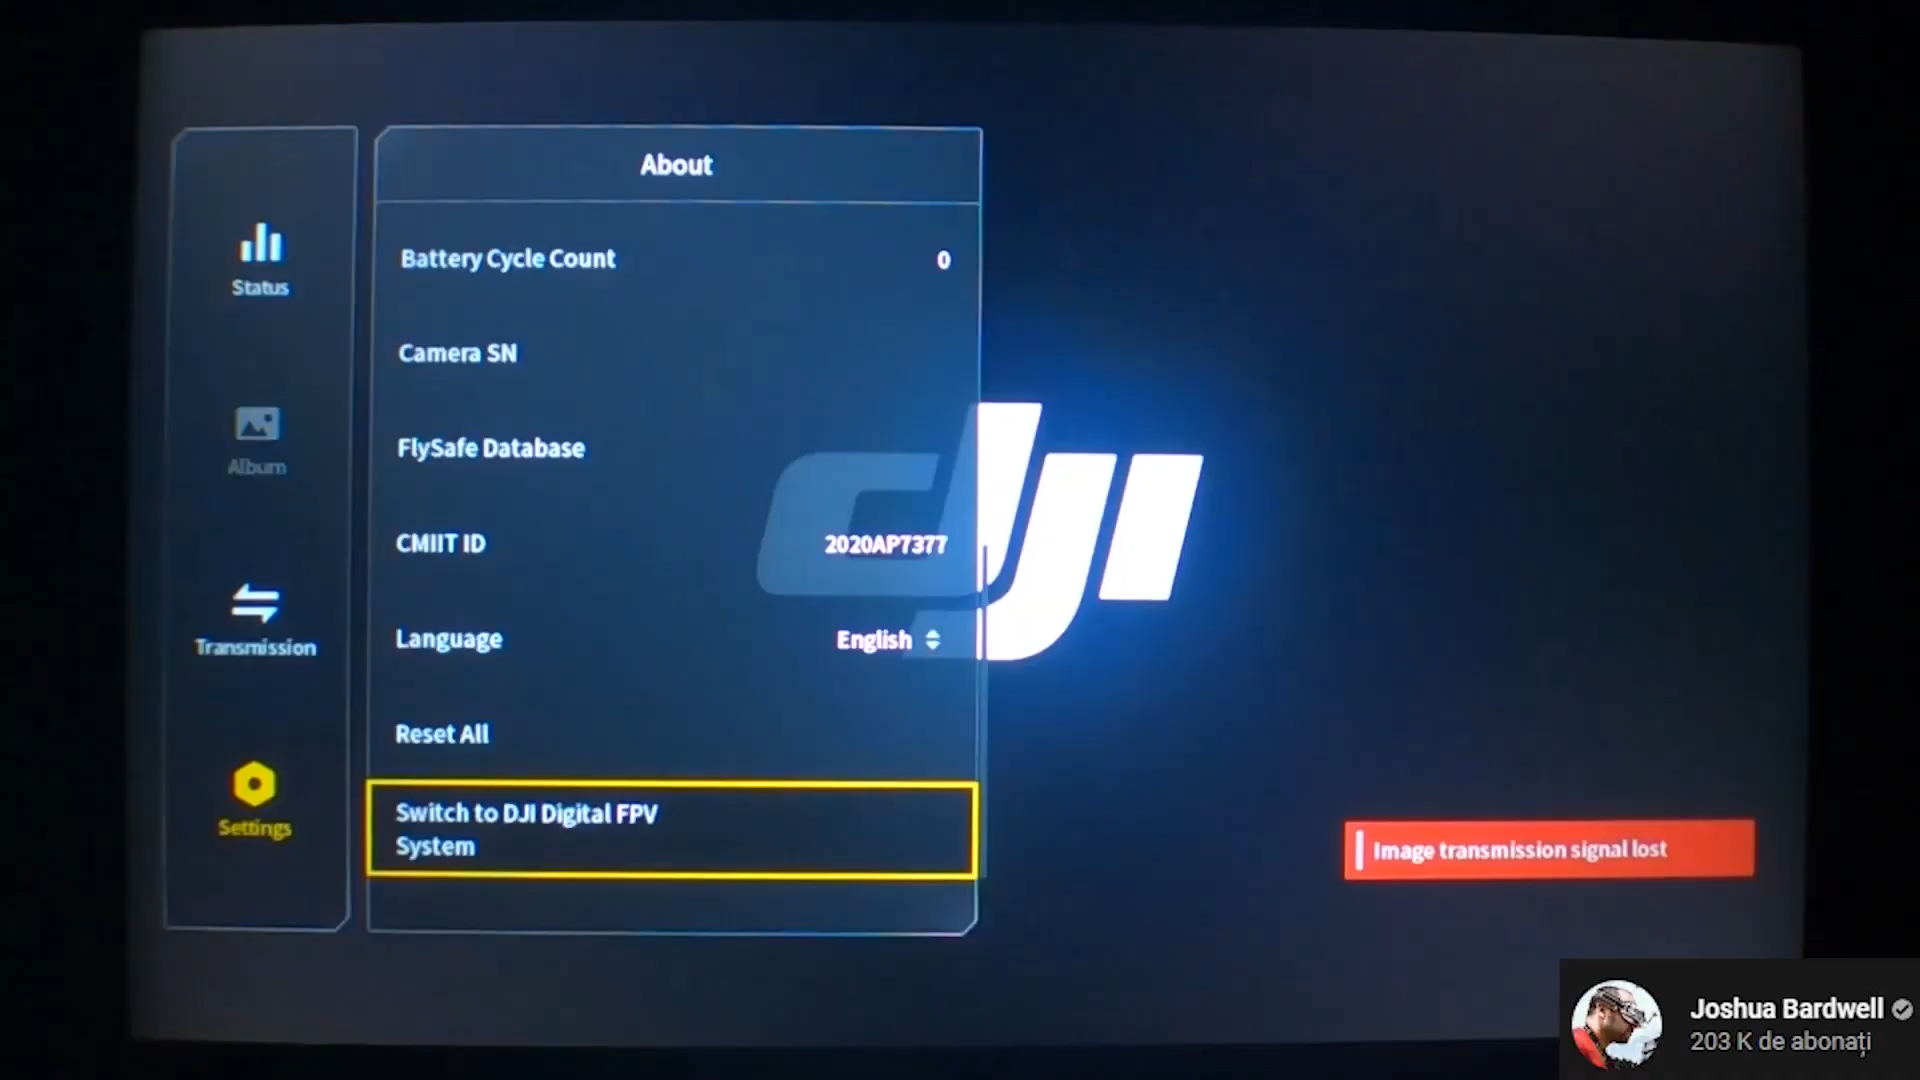 About
Status
Album
Transmission
Settings
Battery Cycle Count 0
Camera SN
FlySafe Database
CMIIT ID 2020AP7377
Language English
Reset All
Switch to DJI Digital FPV
System
dji
Image transmission signal lost
Joshua Bardwell
203 K de abonați